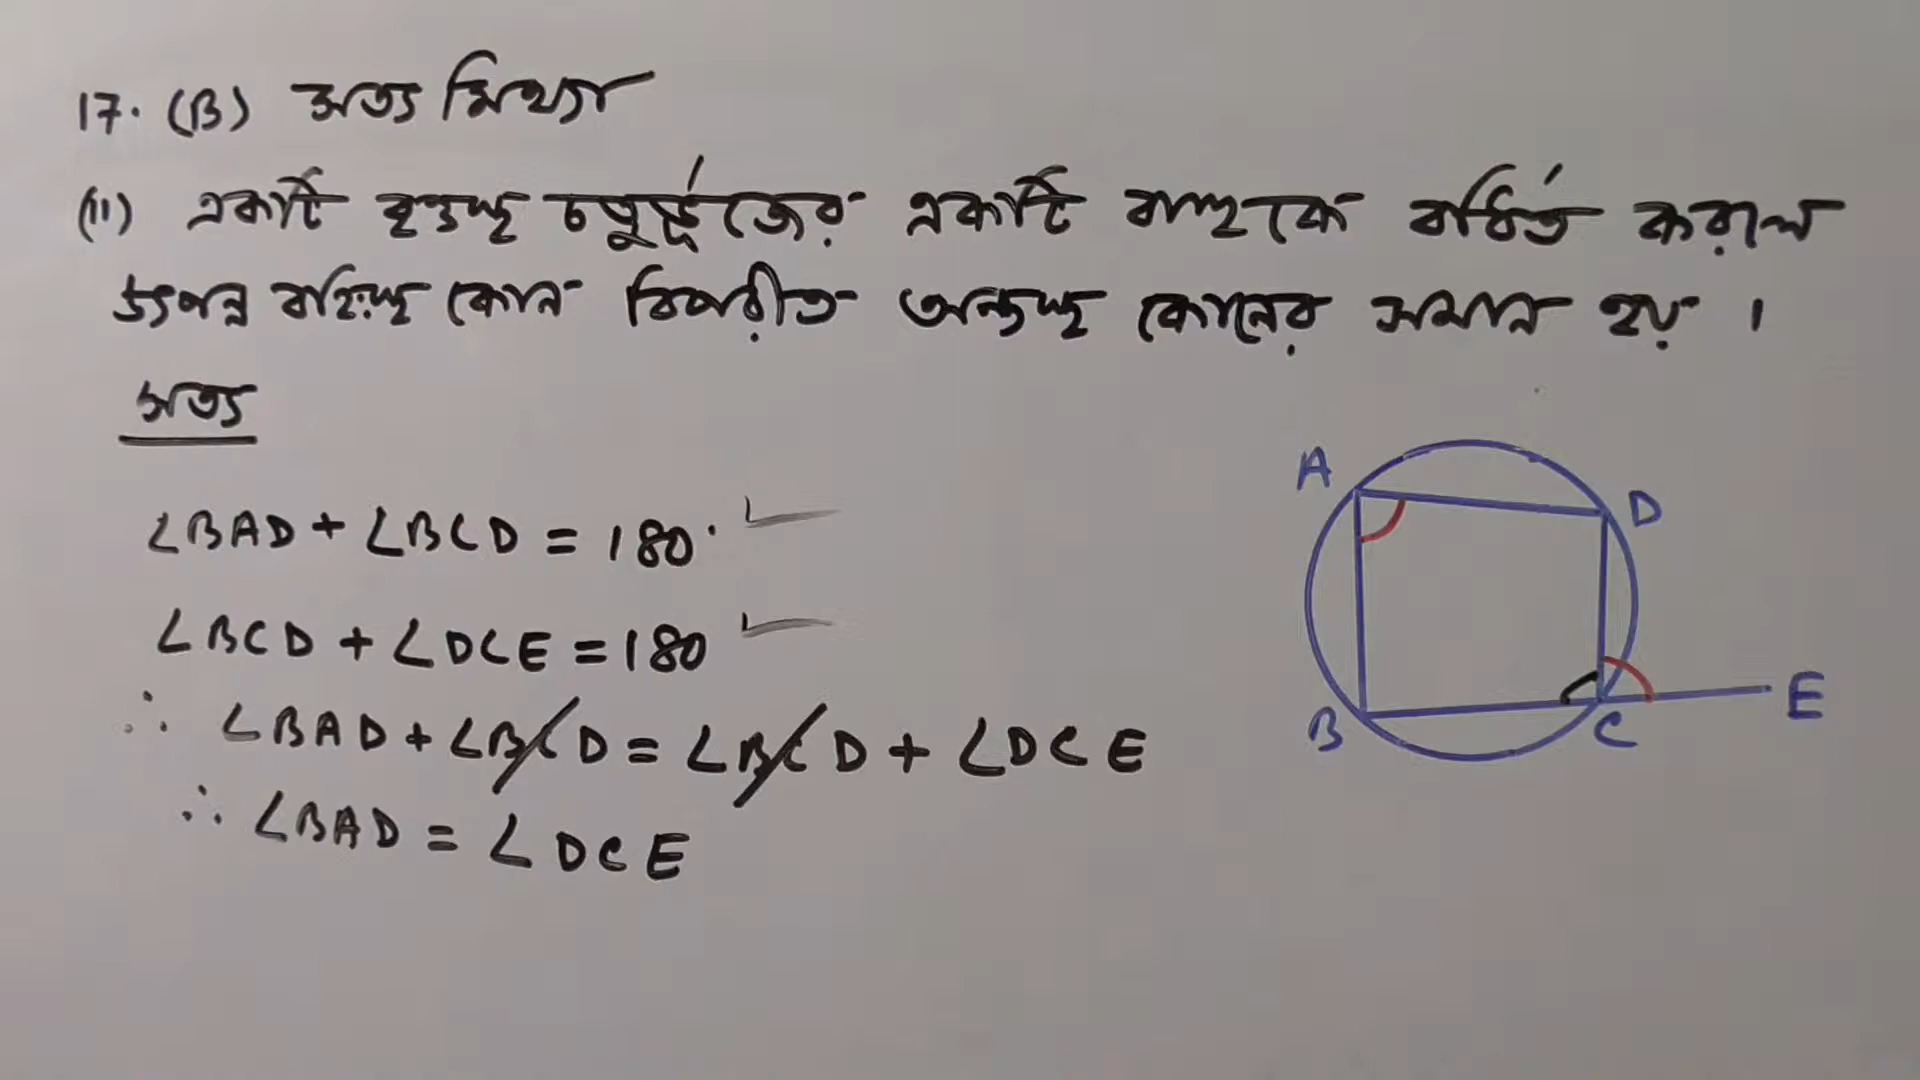 17. (B) সত্য মিথ্যা
(ii) একটি বৃত্তস্থ চতুর্ভূজের একটি বাহুকে বর্ধিত করলে
উৎপন্ন বহিঃস্থ কোন বিপরীত অন্তস্থ কোনের সমান হয় ।
সত্য
∠BAD + ∠BCD = 180°
∠BCD + ∠DCE = 180
∴ ∠BAD + ∠BCD = ∠BCD + ∠DCE
∴ ∠BAD = ∠DCE
A
D
B
C
E